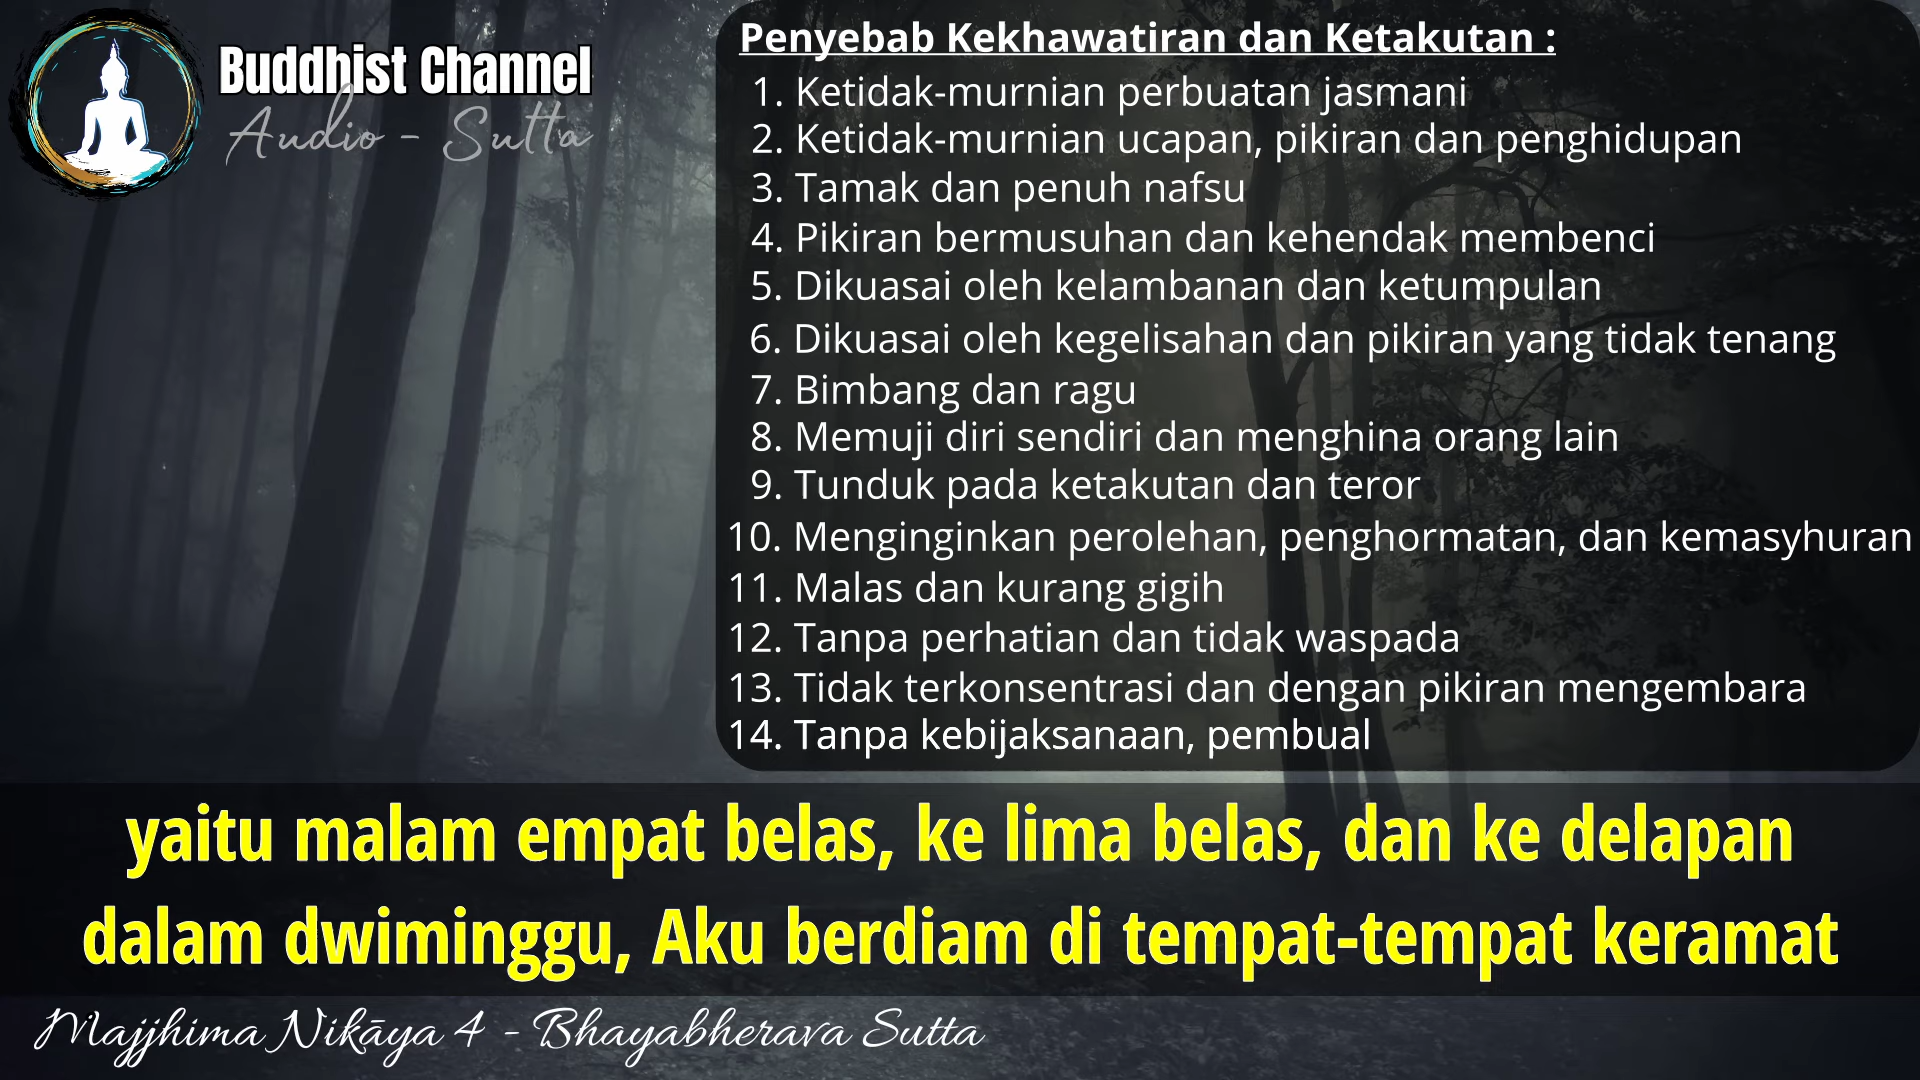 Buddhist Channel
Audio - Sutta
Penyebab Kekhawatiran dan Ketakutan :
1. Ketidak-murnian perbuatan jasmani
2. Ketidak-murnian ucapan, pikiran dan penghidupan
3. Tamak dan penuh nafsu
4. Pikiran bermusuhan dan kehendak membenci
5. Dikuasai oleh kelambanan dan ketumpulan
6. Dikuasai oleh kegelisahan dan pikiran yang tidak tenang
7. Bimbang dan ragu
8. Memuji diri sendiri dan menghina orang lain
9. Tunduk pada ketakutan dan teror
10. Menginginkan perolehan, penghormatan, dan kemasyhuran
11. Malas dan kurang gigih
12. Tanpa perhatian dan tidak waspada
13. Tidak terkonsentrasi dan dengan pikiran mengembara
14. Tanpa kebijaksanaan, pembual
yaitu malam empat belas, ke lima belas, dan ke delapan
dalam dwiminggu, Aku berdiam di tempat-tempat keramat
Majjhima Nikāya 4 - Bhayabherava Sutta